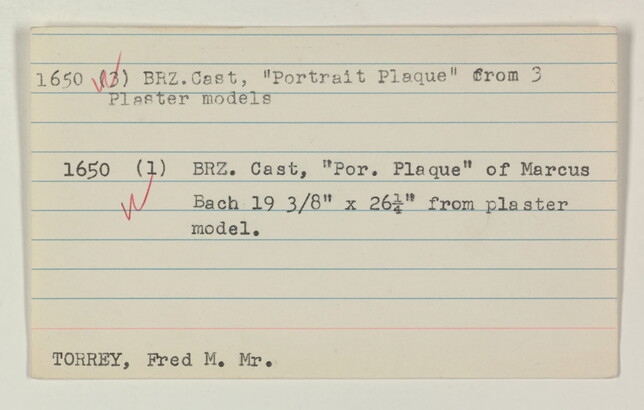 1650 (3) BRZ.Cast, "Portrait Plaque" from 3
Plaster models
1650 (1) BRZ. Cast, "Por. Plaque" of Marcus
Bach 19 3/8" x 26¼" from plaster
model.
TORREY, Fred M. Mr.